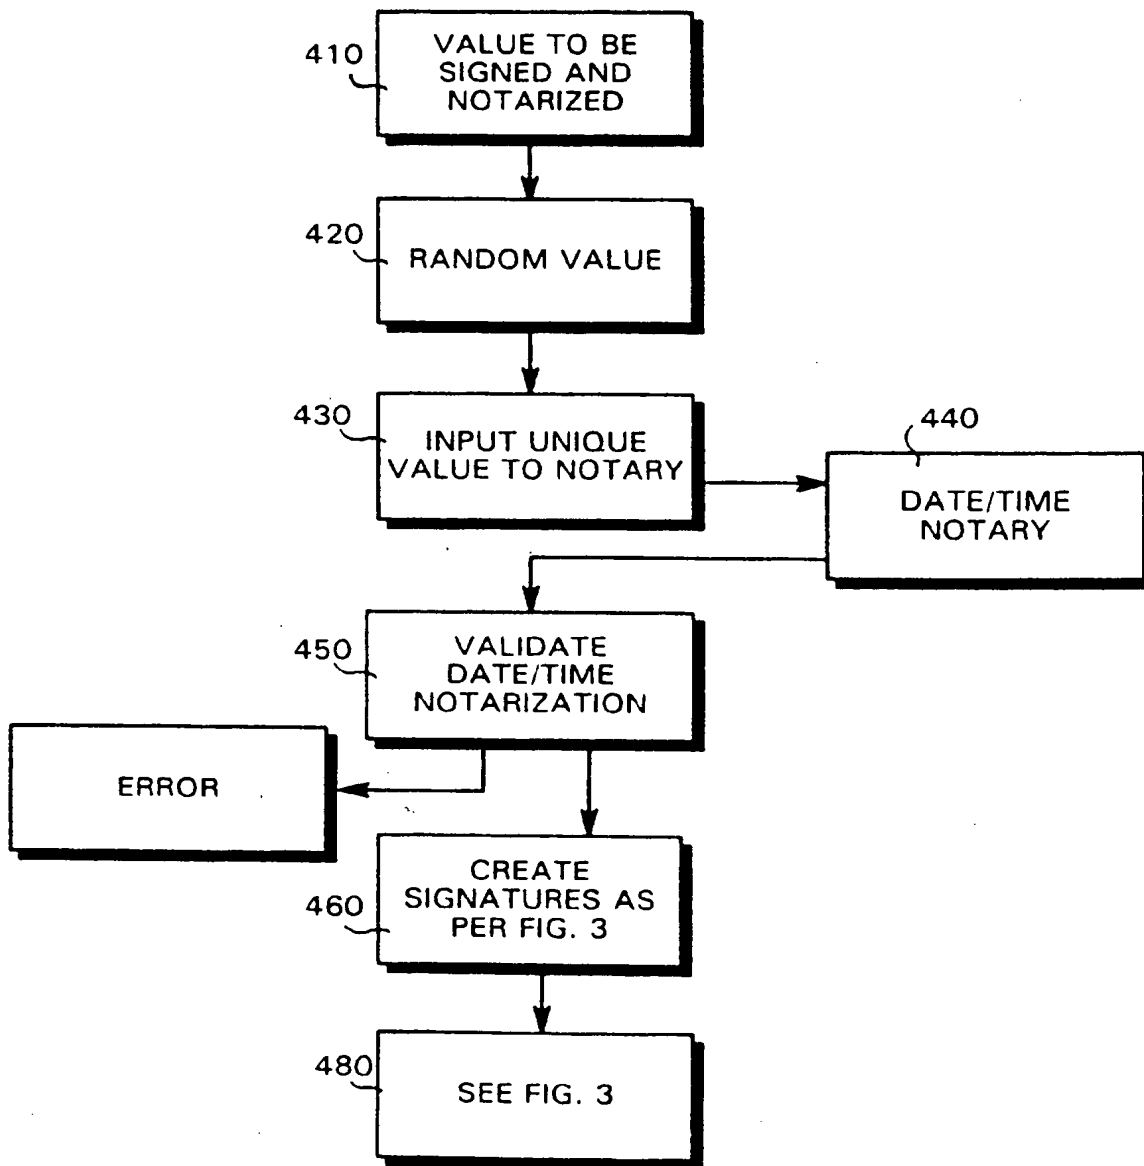 410
VALUE TO BE
SIGNED AND
NOTARIZED
420
RANDOM VALUE
430
INPUT UNIQUE
VALUE TO NOTARY
440
DATE/TIME
NOTARY
450
VALIDATE
DATE/TIME
NOTARIZATION
ERROR
460
CREATE
SIGNATURES AS
PER FIG. 3
480
SEE FIG. 3